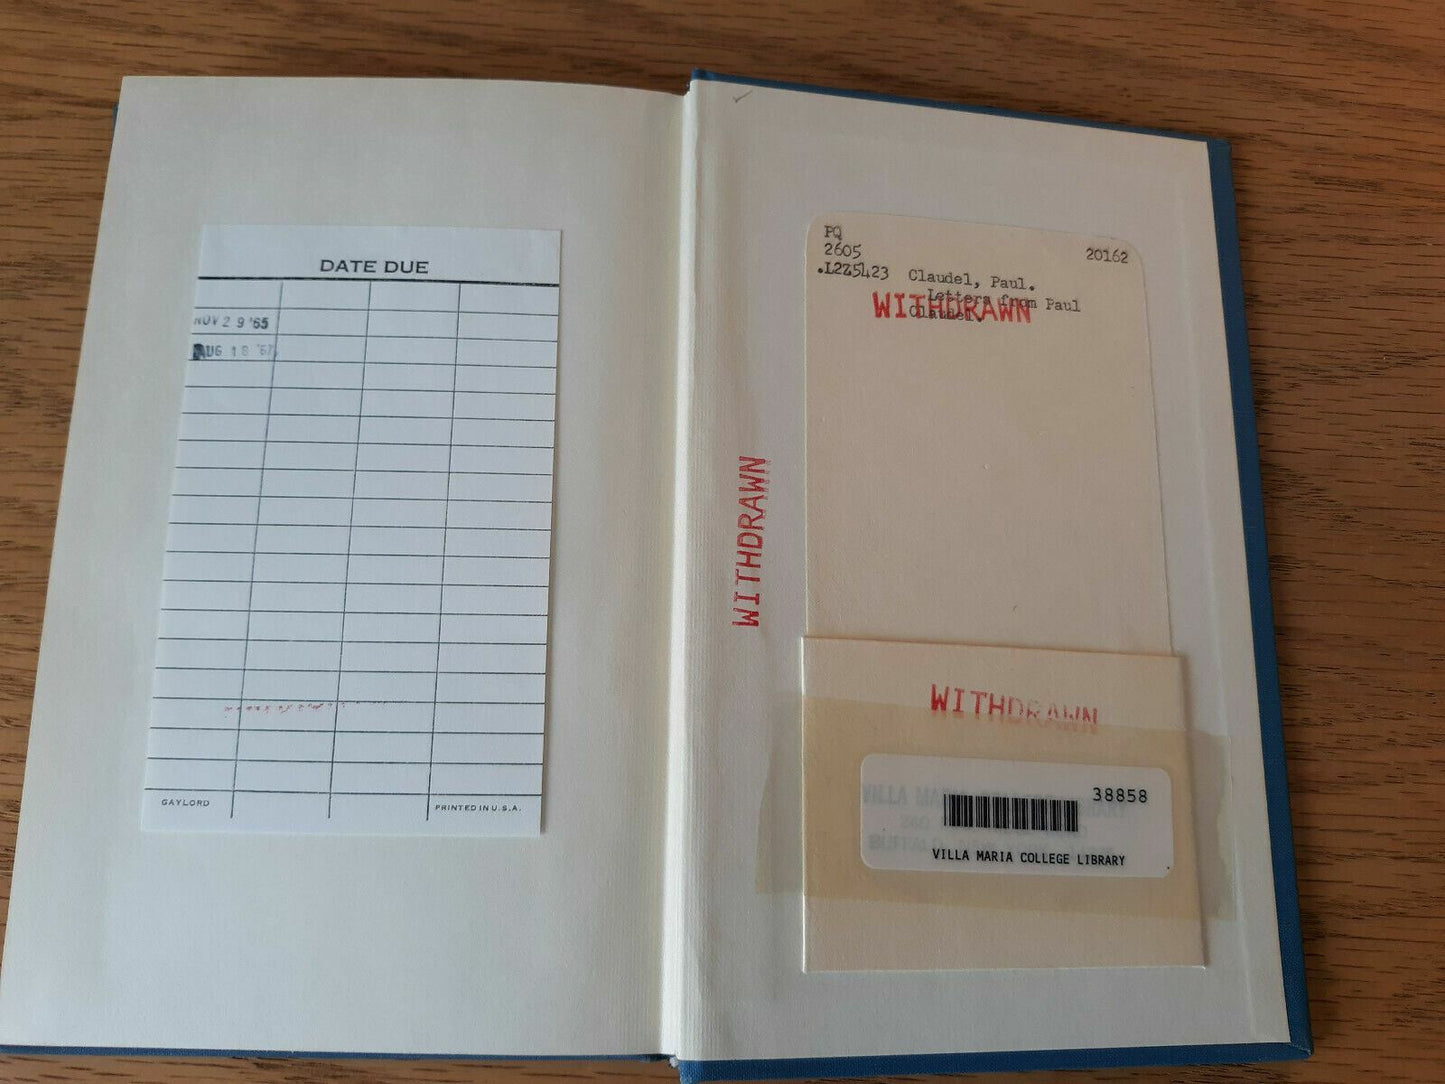 DATE DUE
NOV 29 '65
AUG 18 '67
GAYLORD
PRINTED IN U.S.A.
WITHDRAWN
PQ
2605
20162
.L2Z5423 Claudel, Paul.
Letters from Paul
Claudel.
WITHDRAWN
WITHDRAWN
38858
VILLA MARIA COLLEGE LIBRARY